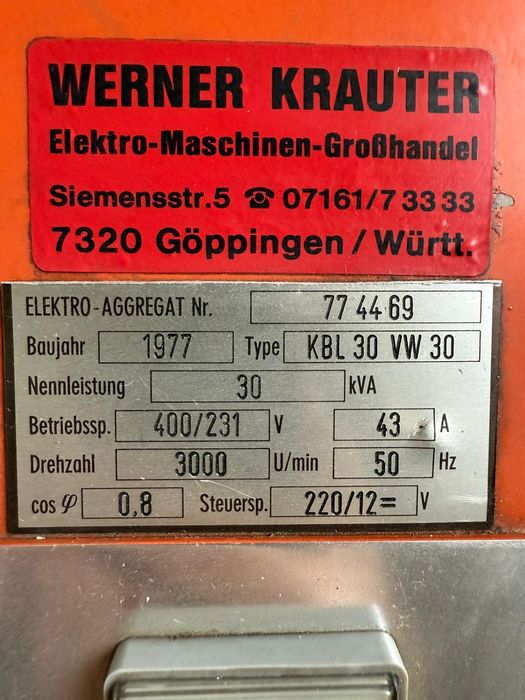 WERNER KRAUTER
Elektro-Maschinen-Großhandel
Siemensstr.5 ☎ 07161/7 33 33
7320 Göppingen / Württ.
ELEKTRO-AGGREGAT Nr. 77 44 69
Baujahr 1977 Type KBL 30 VW 30
Nennleistung 30 kVA
Betriebssp. 400/231 V 43 A
Drehzahl 3000 U/min 50 Hz
cos φ 0,8 Steuersp. 220/12= V